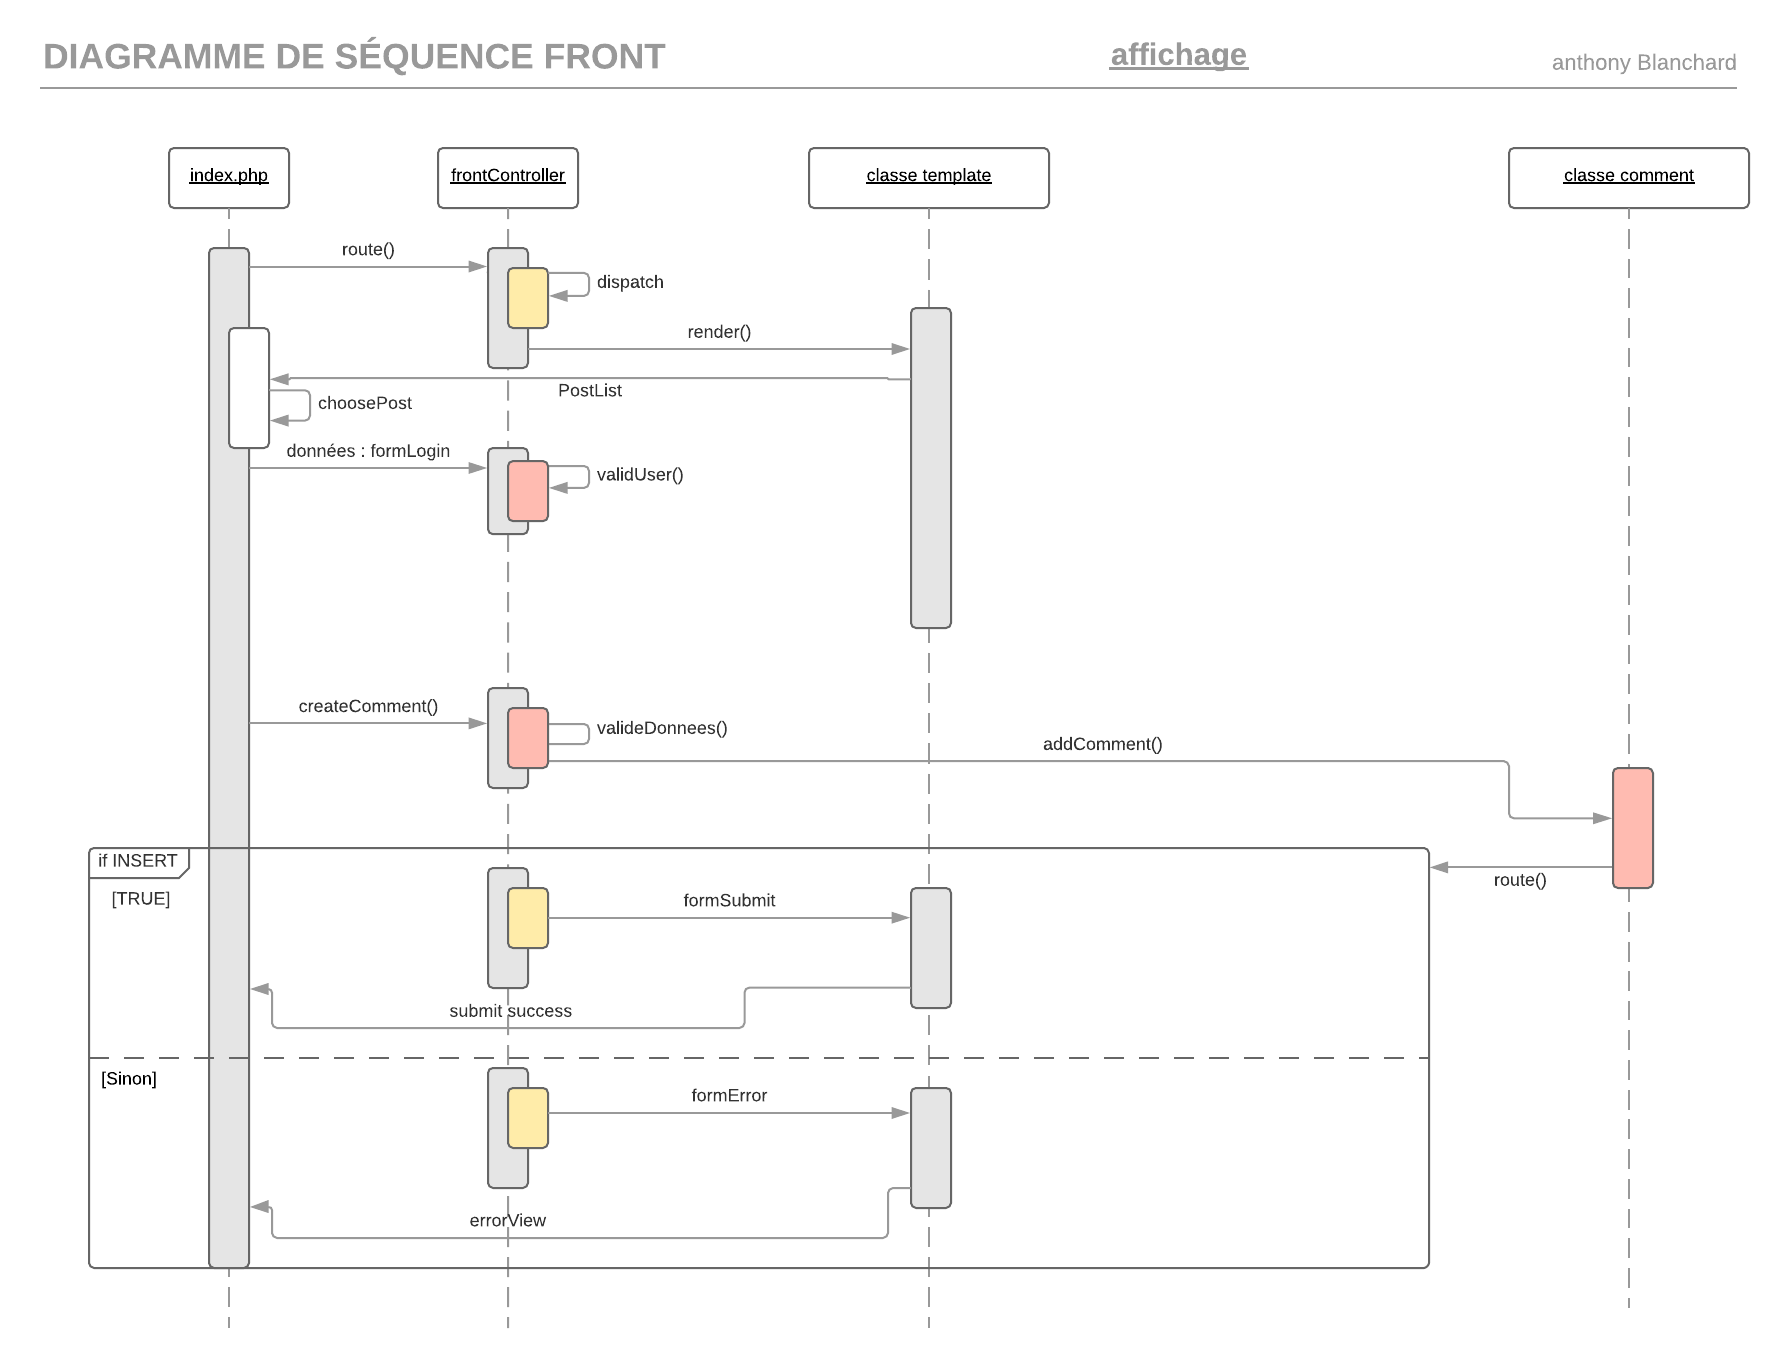 DIAGRAMME DE SÉQUENCE FRONT
affichage
anthony Blanchard
index.php
frontController
classe template
classe comment
route()
dispatch
render()
PostList
choosePost
données : formLogin
validUser()
createComment()
valideDonnees()
addComment()
if INSERT
route()
[TRUE]
formSubmit
submit success
[Sinon]
formError
errorView